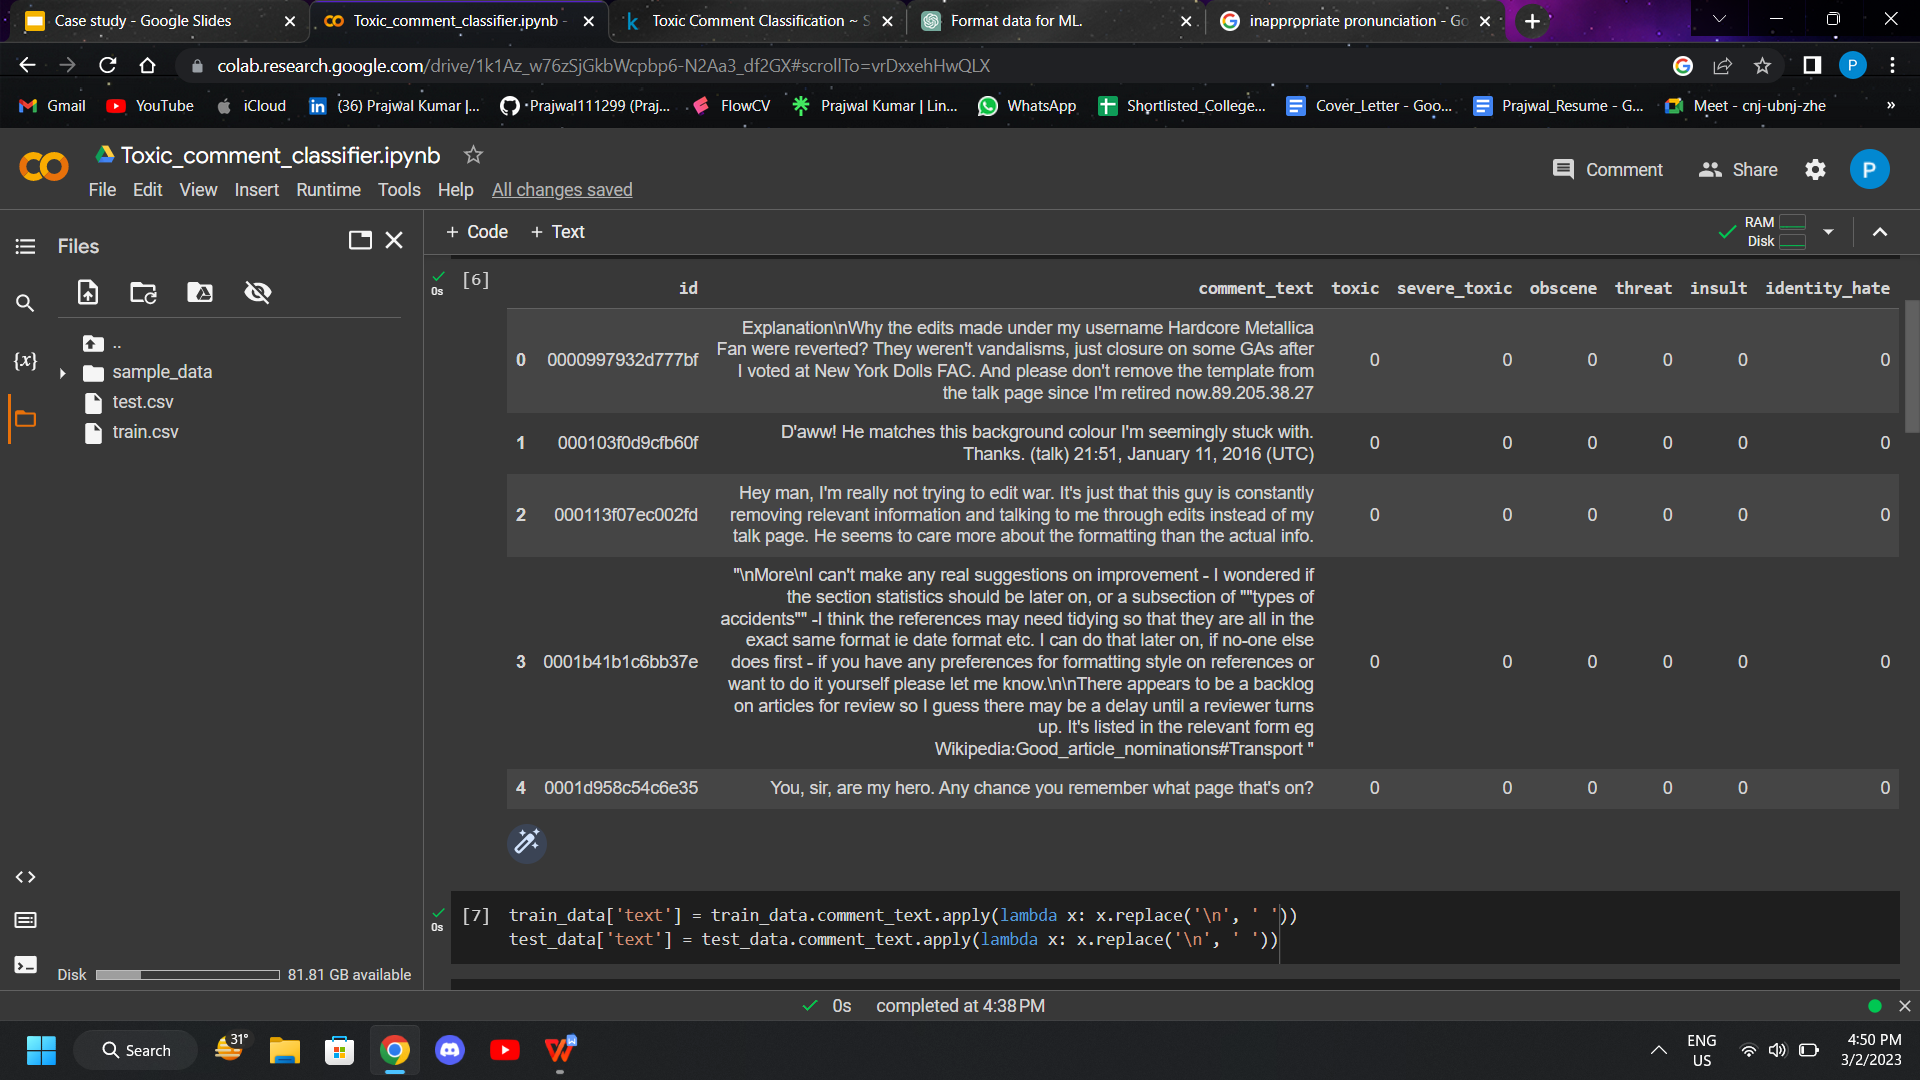 Case study - Google Slides
Toxic_comment_classifier.ipynb -
Toxic Comment Classification ~ S
Format data for ML.
inappropriate pronunciation - Go
colab.research.google.com/drive/1k1Az_w76zSjGkbWcpbp6-N2Aa3_df2GX#scrollTo=vrDxxehHwQLX
P
Gmail
YouTube
iCloud
(36) Prajwal Kumar |...
Prajwal111299 (Praj...
FlowCV
Prajwal Kumar | Lin...
WhatsApp
Shortlisted_College...
Cover_Letter - Goo...
Prajwal_Resume - G...
Meet - cnj-ubnj-zhe
»
Toxic_comment_classifier.ipynb
Comment
Share
P
File Edit View Insert Runtime Tools Help All changes saved
Files
+ Code + Text
RAM
Disk
..
sample_data
test.csv
train.csv
{x}
<>
Disk 81.81 GB available
0s
[6]
id comment_text toxic severe_toxic obscene threat insult identity_hate
Explanation\nWhy the edits made under my username Hardcore Metallica
Fan were reverted? They weren't vandalisms, just closure on some GAs after
0 0000997932d777bf 0 0 0 0 0 0
I voted at New York Dolls FAC. And please don't remove the template from
the talk page since I'm retired now.89.205.38.27
D'aww! He matches this background colour I'm seemingly stuck with.
1 000103f0d9cfb60f 0 0 0 0 0 0
Thanks. (talk) 21:51, January 11, 2016 (UTC)
Hey man, I'm really not trying to edit war. It's just that this guy is constantly
2 000113f07ec002fd removing relevant information and talking to me through edits instead of my 0 0 0 0 0 0
talk page. He seems to care more about the formatting than the actual info.
"\nMore\nI can't make any real suggestions on improvement - I wondered if
the section statistics should be later on, or a subsection of ""types of
accidents"" -I think the references may need tidying so that they are all in the
exact same format ie date format etc. I can do that later on, if no-one else
3 0001b41b1c6bb37e does first - if you have any preferences for formatting style on references or 0 0 0 0 0 0
want to do it yourself please let me know.\n\nThere appears to be a backlog
on articles for review so I guess there may be a delay until a reviewer turns
up. It's listed in the relevant form eg
Wikipedia:Good_article_nominations#Transport "
4 0001d958c54c6e35 You, sir, are my hero. Any chance you remember what page that's on? 0 0 0 0 0 0
0s
[7] train_data['text'] = train_data.comment_text.apply(lambda x: x.replace('\n', ' '))
test_data['text'] = test_data.comment_text.apply(lambda x: x.replace('\n', ' '))
0s completed at 4:38 PM
Search
31°
ENG
US
4:50 PM
3/2/2023